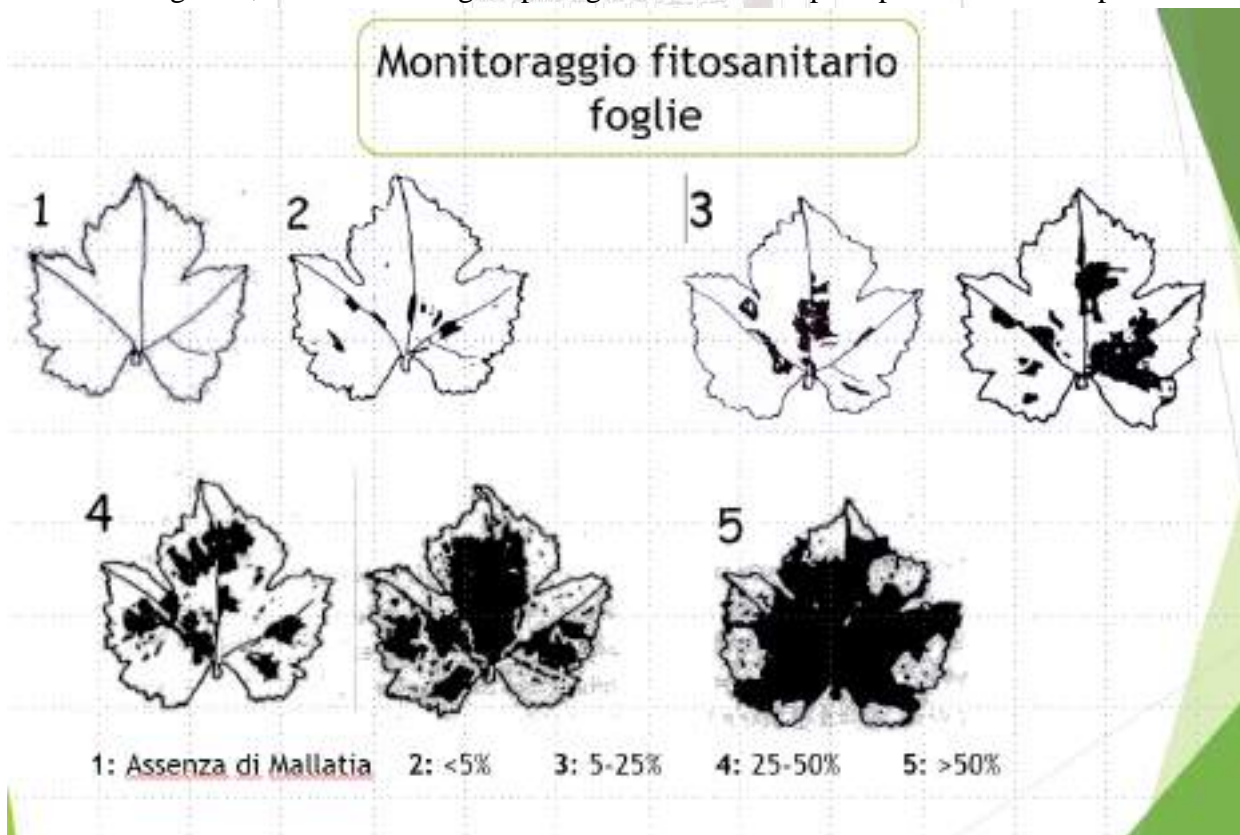 Monitoraggio fitosanitario
foglie
1
2
3
4
5
1: Assenza di Mallatia 2: <5% 3: 5-25% 4: 25-50% 5: >50%